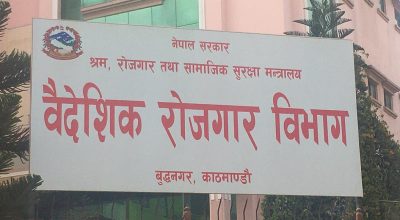 नेपाल सरकार
श्रम, रोजगार तथा सामाजिक सुरक्षा मन्त्रालय
वैदेशिक रोजगार विभाग
बुद्धनगर, काठमाण्डौ